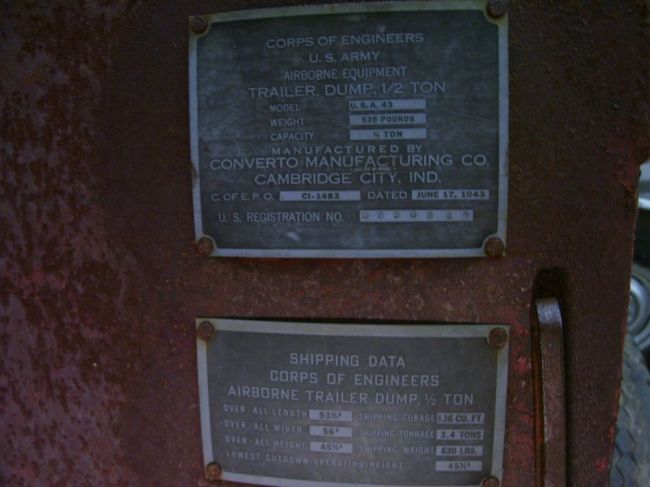 CORPS OF ENGINEERS
U. S. ARMY
AIRBORNE EQUIPMENT
TRAILER, DUMP, 1/2 TON
MODEL U.S.A. 43
WEIGHT 630 POUNDS
CAPACITY ½ TON
MANUFACTURED BY
CONVERTO MANUFACTURING CO.
CAMBRIDGE CITY, IND.
C. OF E. P. O. CI-1483 DATED JUNE 17, 1943
U. S. REGISTRATION NO.
SHIPPING DATA
CORPS OF ENGINEERS
AIRBORNE TRAILER, DUMP, ½ TON
OVER-ALL LENGTH 93½" SHIPPING CUBAGE 136 CU. FT.
OVER-ALL WIDTH 56" SHIPPING TONNAGE 3.4 TONS
OVER-ALL HEIGHT 45½" SHIPPING WEIGHT 630 LBS.
LOWEST CUTDOWN OPERATING HEIGHT 45½"